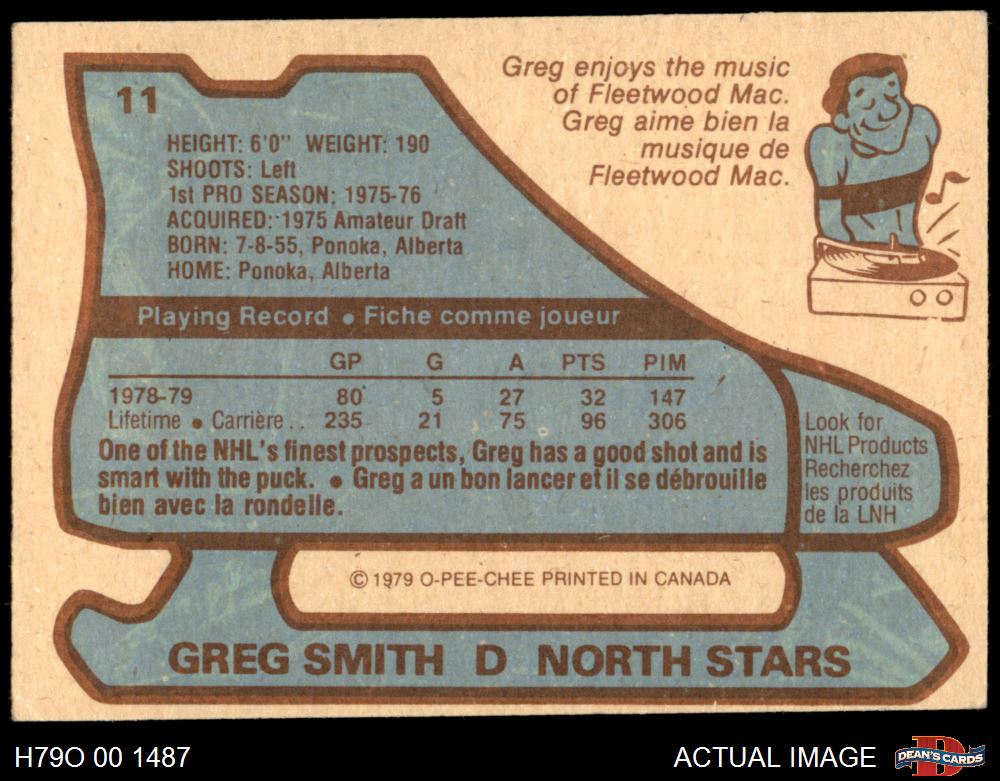 11
HEIGHT: 6'0" WEIGHT: 190
SHOOTS: Left
1st PRO SEASON: 1975-76
ACQUIRED: 1975 Amateur Draft
BORN: 7-8-55, Ponoka, Alberta
HOME: Ponoka, Alberta
Greg enjoys the music
of Fleetwood Mac.
Greg aime bien la
musique de
Fleetwood Mac.
Playing Record • Fiche comme joueur
GP G A PTS PIM
1978-79 80 5 27 32 147
Lifetime • Carrière.. 235 21 75 96 306
One of the NHL's finest prospects, Greg has a good shot and is
smart with the puck. • Greg a un bon lancer et il se débrouille
bien avec la rondelle.
Look for
NHL Products
Recherchez
les produits
de la LNH
© 1979 O-PEE-CHEE PRINTED IN CANADA
GREG SMITH D NORTH STARS
H79O 00 1487
ACTUAL IMAGE
D
DEAN'S CARDS